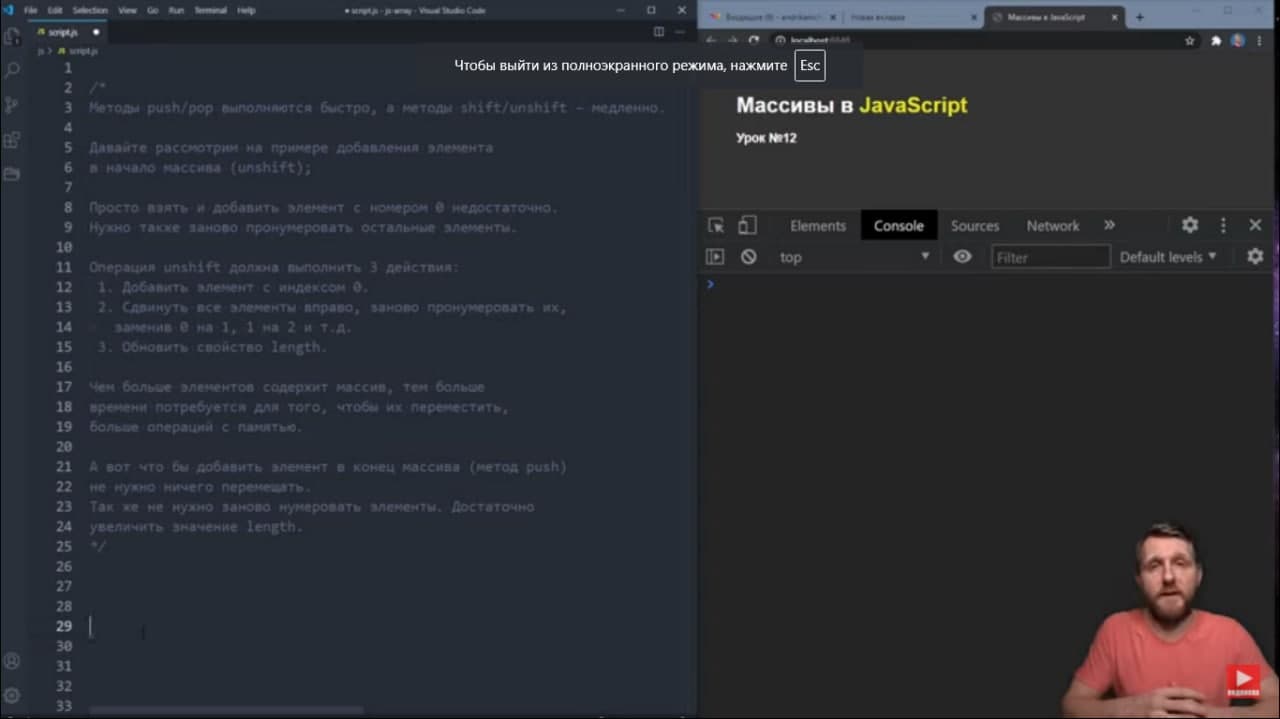 File Edit Selection View Go Run Terminal Help
● script.js - js-array - Visual Studio Code
script.js ●
js > script.js
1
2 /*
3 Методы push/pop выполняются быстро, а методы shift/unshift – медленно.
4
5 Давайте рассмотрим на примере добавления элемента
6 в начало массива (unshift);
7
8 Просто взять и добавить элемент с номером 0 недостаточно.
9 Нужно также заново пронумеровать остальные элементы.
10
11 Операция unshift должна выполнить 3 действия:
12 1. Добавить элемент с индексом 0.
13 2. Сдвинуть все элементы вправо, заново пронумеровать их,
14 заменив 0 на 1, 1 на 2 и т.д.
15 3. Обновить свойство length.
16
17 Чем больше элементов содержит массив, тем больше
18 времени потребуется для того, чтобы их переместить,
19 больше операций с памятью.
20
21 А вот что бы добавить элемент в конец массива (метод push)
22 не нужно ничего перемещать.
23 Так же не нужно заново нумеровать элементы. Достаточно
24 увеличить значение length.
25 */
26
27
28
29
30
31
32
33
Новая вкладка
Массивы в JavaScript
localhost
Чтобы выйти из полноэкранного режима, нажмите Esc
Массивы в JavaScript
Урок №12
Elements Console Sources Network »
top Filter Default levels